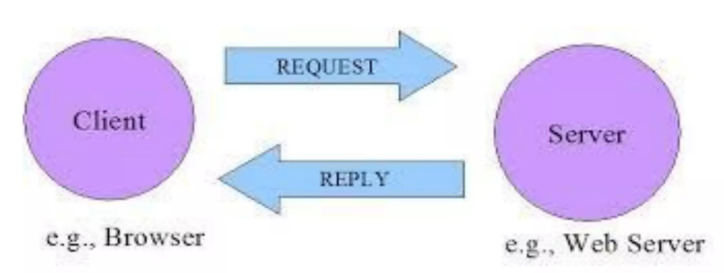 REQUEST
Client
Server
REPLY
e.g., Browser
e.g., Web Server